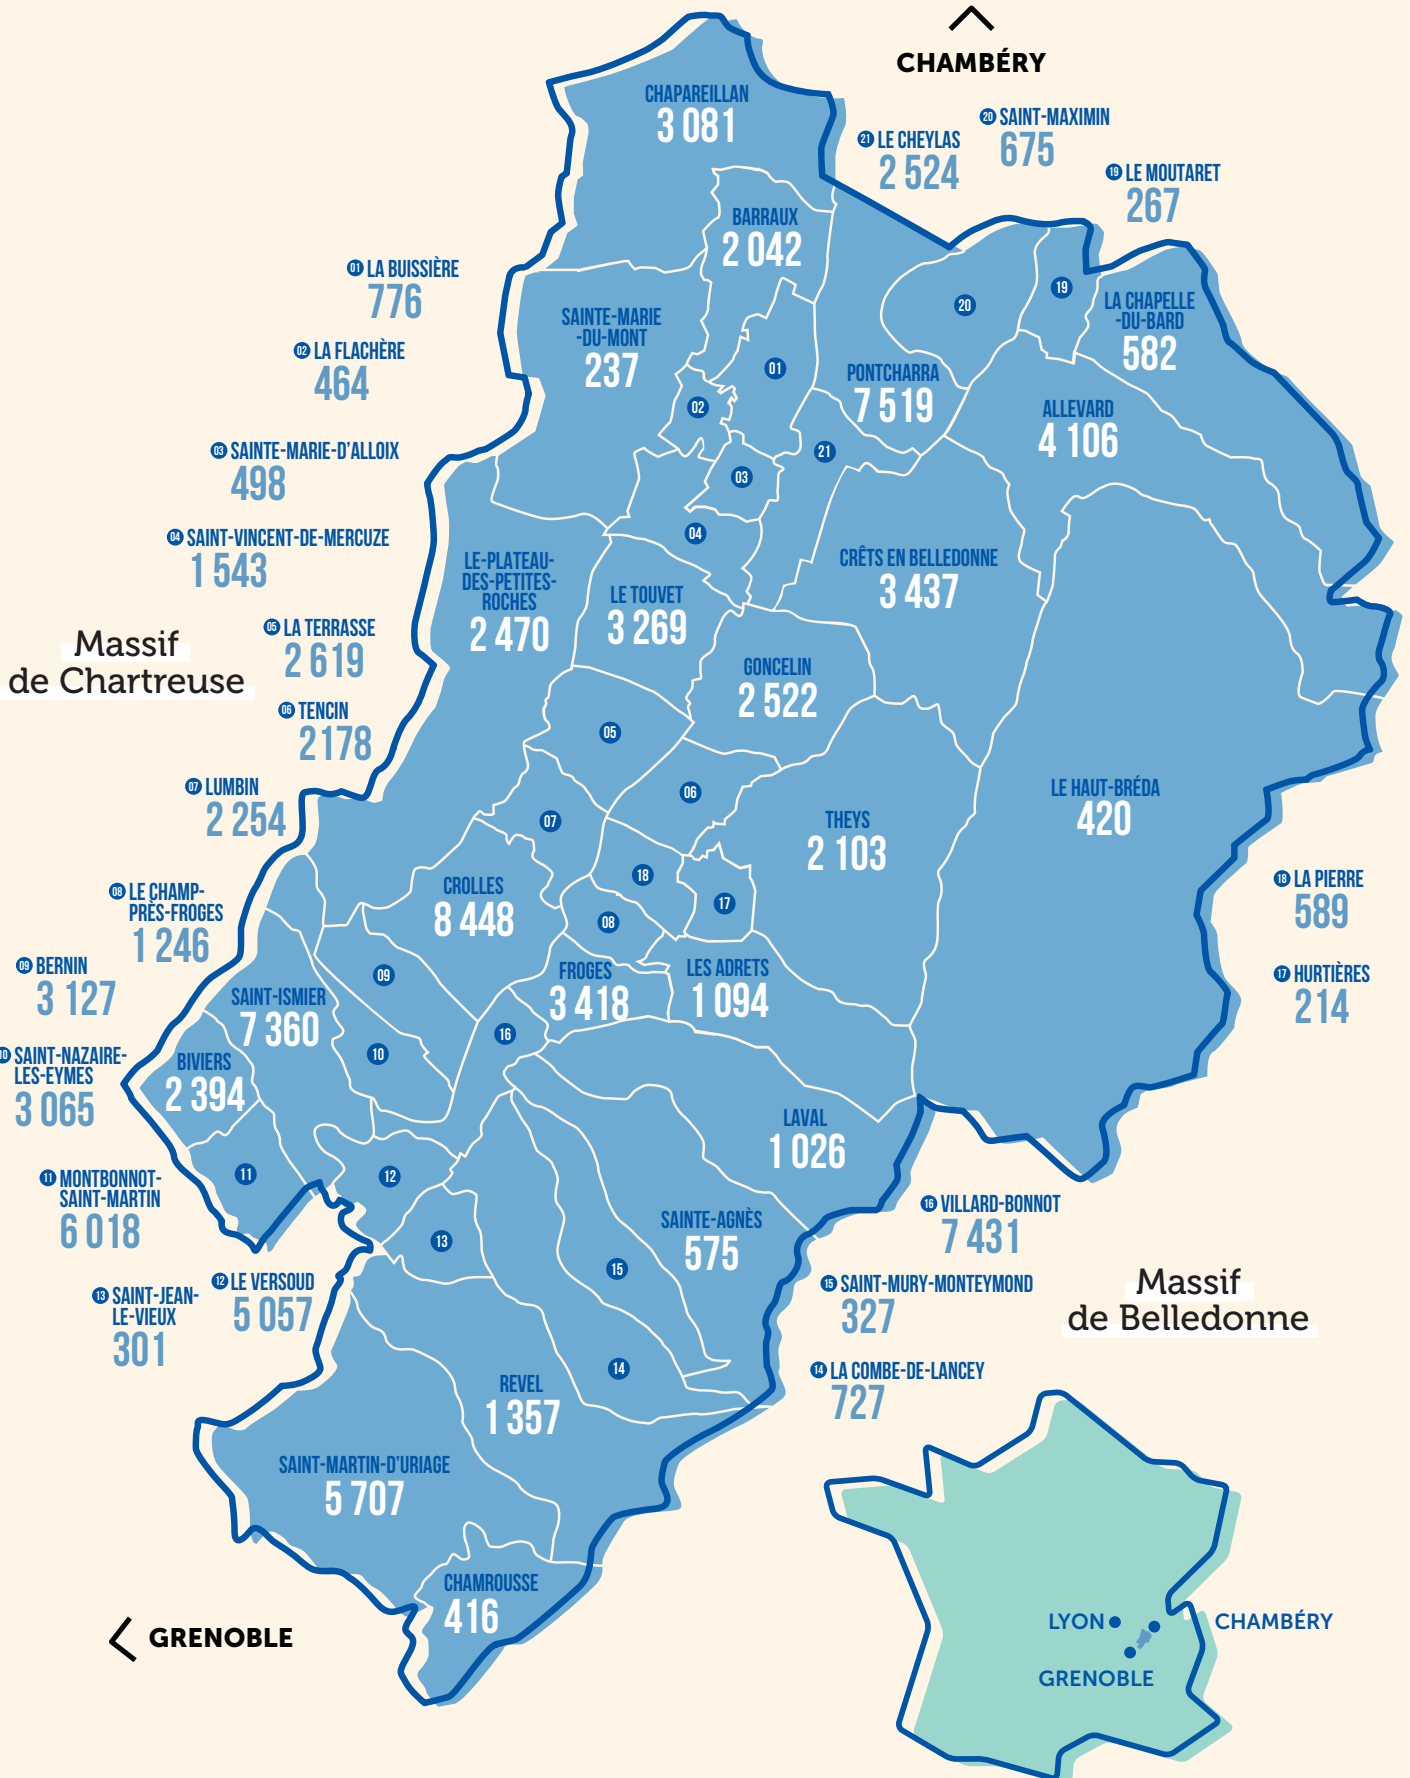 CHAMBÉRY
CHAPAREILLAN
3 081
20 SAINT-MAXIMIN
675
21 LE CHEYLAS
2 524
19 LE MOUTARET
267
BARRAUX
2 042
01 LA BUISSIÈRE
776
SAINTE-MARIE
-DU-MONT
237
20
19
LA CHAPELLE
-DU-BARD
582
02 LA FLACHÈRE
464
01
PONTCHARRA
7 519
02
ALLEVARD
4 106
03 SAINTE-MARIE-D'ALLOIX
498
21
03
04 SAINT-VINCENT-DE-MERCUZE
1 543
04
LE-PLATEAU-
DES-PETITES-
ROCHES
2 470
CRÊTS EN BELLEDONNE
3 437
LE TOUVET
3 269
Massif
de Chartreuse
05 LA TERRASSE
2 619
GONCELIN
2 522
06 TENCIN
2178
05
07 LUMBIN
2 254
06
LE HAUT-BRÉDA
420
07
THEYS
2 103
08 LE CHAMP-
PRÈS-FROGES
1 246
CROLLES
8 448
18
17
08
18 LA PIERRE
589
09 BERNIN
3 127
09
FROGES
3 418
LES ADRETS
1 094
17 HURTIÈRES
214
SAINT-ISMIER
7 360
16
10
10 SAINT-NAZAIRE-
LES-EYMES
3 065
BIVIERS
2 394
LAVAL
1 026
11 MONTBONNOT-
SAINT-MARTIN
6 018
11
12
16 VILLARD-BONNOT
7 431
SAINTE-AGNÈS
575
13
15
12 LE VERSOUD
5 057
13 SAINT-JEAN-
LE-VIEUX
301
15 SAINT-MURY-MONTEYMOND
327
Massif
de Belledonne
14
14 LA COMBE-DE-LANCEY
727
REVEL
1 357
SAINT-MARTIN-D'URIAGE
5 707
CHAMROUSSE
416
GRENOBLE
LYON
CHAMBÉRY
GRENOBLE